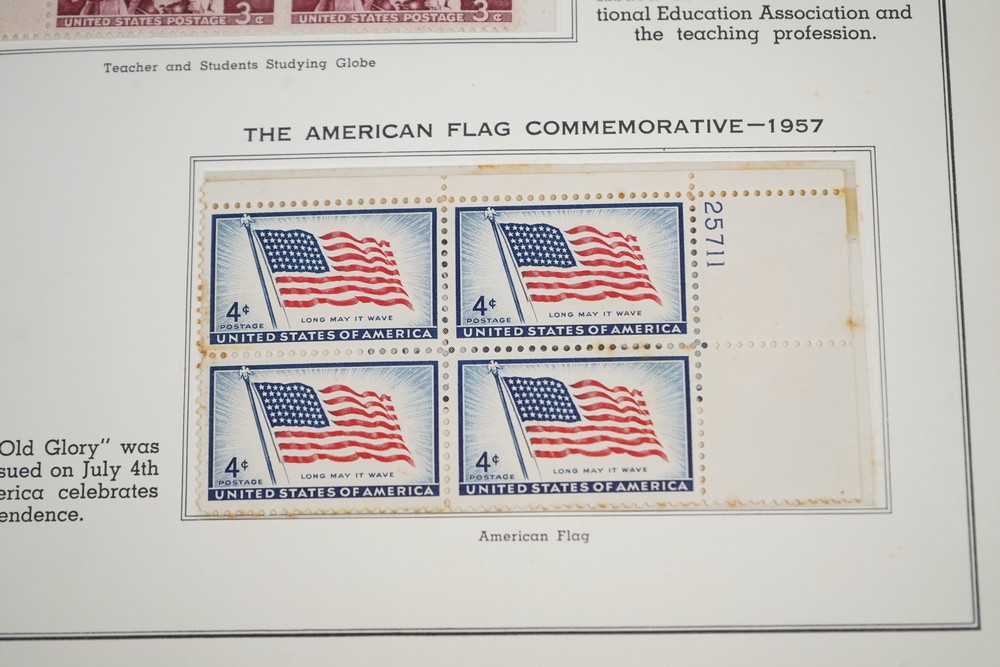 UNITED STATES POSTAGE 3¢ UNITED STATES POSTAGE 3¢
tional Education Association and
the teaching profession.
Teacher and Students Studying Globe
THE AMERICAN FLAG COMMEMORATIVE—1957
25711
4¢
POSTAGE
LONG MAY IT WAVE
UNITED STATES OF AMERICA
4¢
POSTAGE
LONG MAY IT WAVE
UNITED STATES OF AMERICA
4¢
POSTAGE
LONG MAY IT WAVE
UNITED STATES OF AMERICA
4¢
POSTAGE
LONG MAY IT WAVE
UNITED STATES OF AMERICA
Old Glory" was
sued on July 4th
erica celebrates
endence.
American Flag